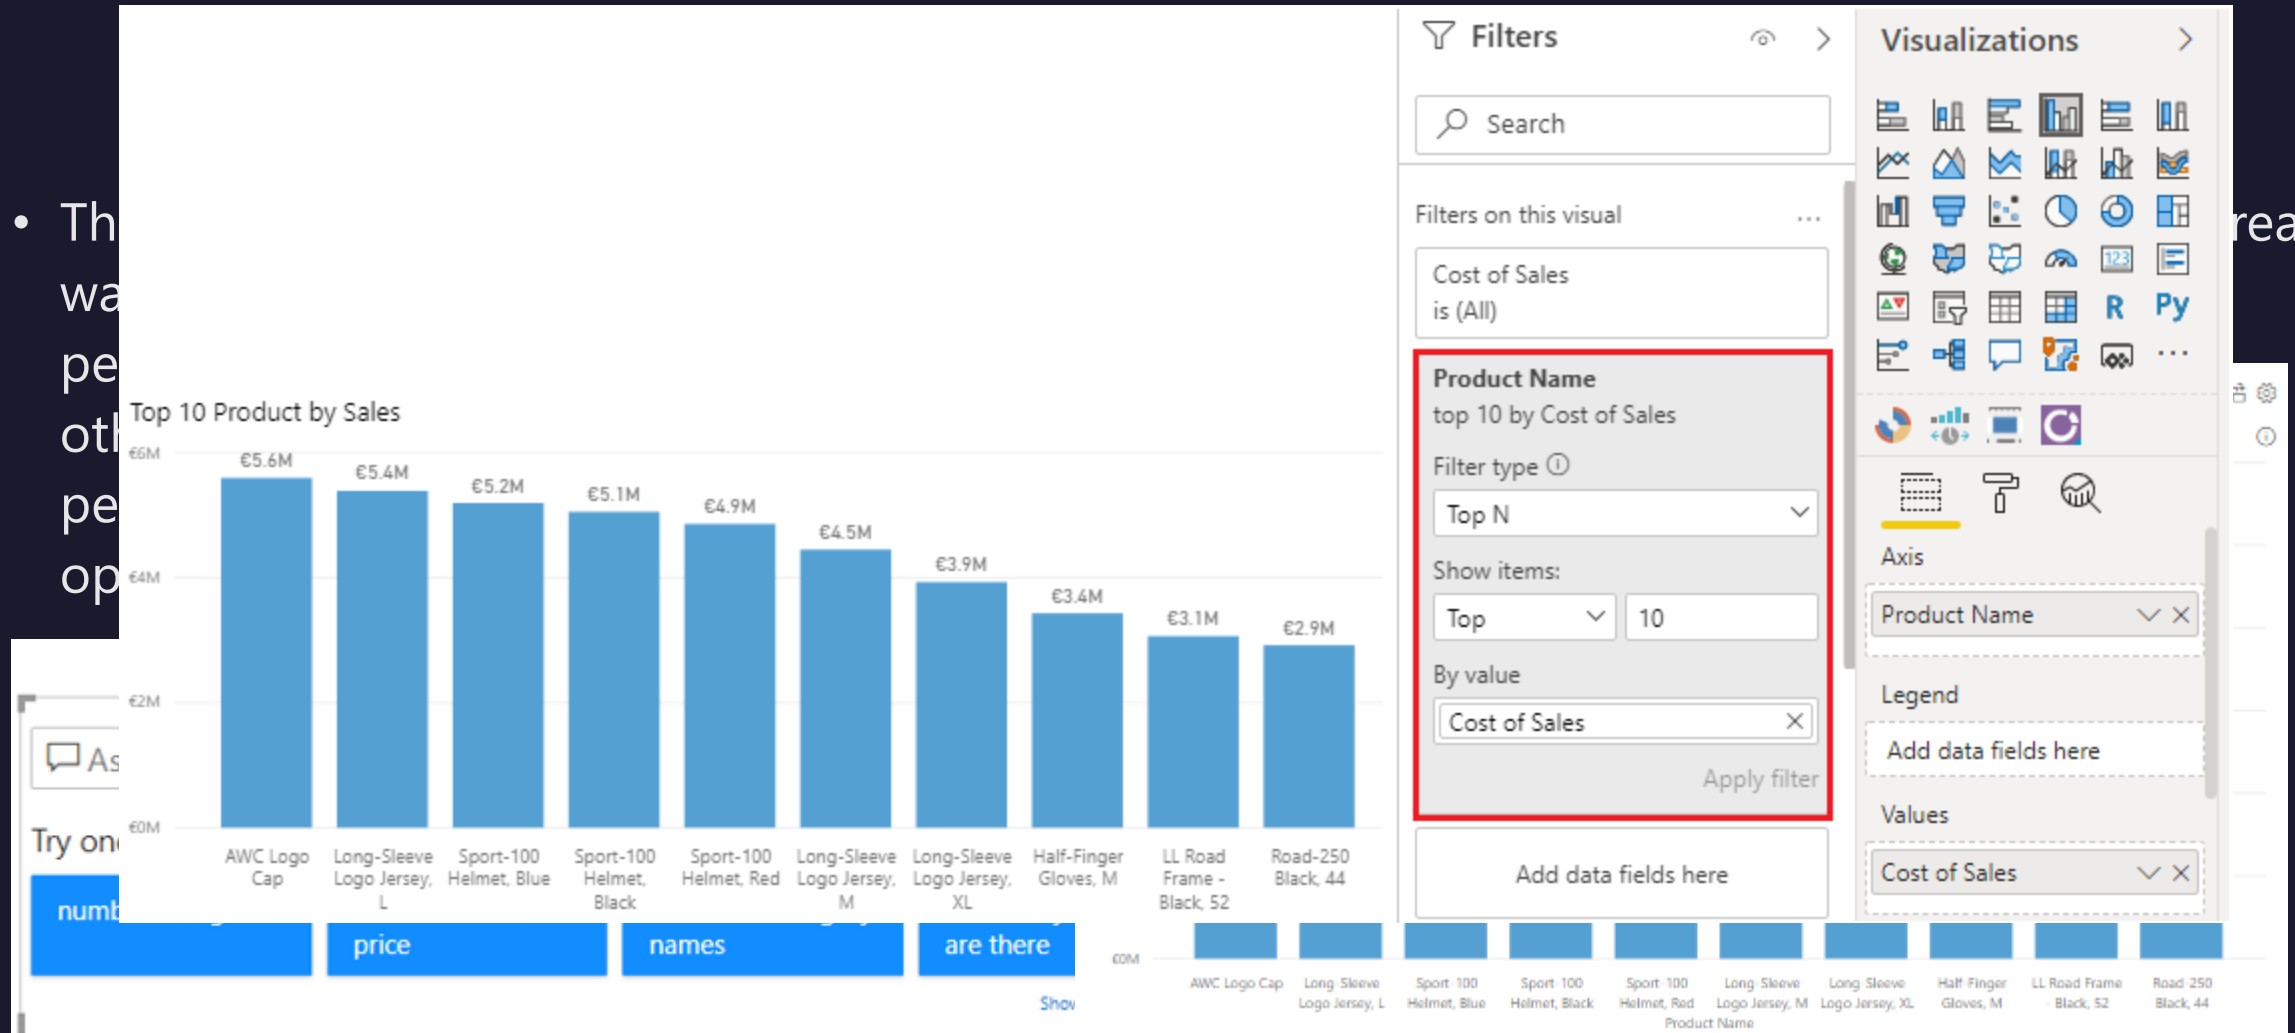 • Th
wa
pe
oth
pe
op
rea
Top 10 Product by Sales
€6M
€4M
€2M
€0M
€5.6M
€5.4M
€5.2M
€5.1M
€4.9M
€4.5M
€3.9M
€3.4M
€3.1M
€2.9M
AWC Logo
Cap
Long-Sleeve
Logo Jersey,
L
Sport-100
Helmet, Blue
Sport-100
Helmet,
Black
Sport-100
Helmet, Red
Long-Sleeve
Logo Jersey,
M
Long-Sleeve
Logo Jersey,
XL
Half-Finger
Gloves, M
LL Road
Frame -
Black, 52
Road-250
Black, 44
Filters
Search
Filters on this visual
Cost of Sales
is (All)
Product Name
top 10 by Cost of Sales
Filter type
Top N
Show items:
Top 10
By value
Cost of Sales
Apply filter
Add data fields here
Visualizations
123
R Py
Axis
Product Name
Legend
Add data fields here
Values
Cost of Sales
As
Try one
numb
price
names
are there
Show
€0M
AWC Logo Cap
Long-Sleeve
Logo Jersey, L
Sport-100
Helmet, Blue
Sport-100
Helmet, Black
Sport-100
Helmet, Red
Long-Sleeve
Logo Jersey, M
Long-Sleeve
Logo Jersey, XL
Half-Finger
Gloves, M
LL Road Frame
- Black, 52
Road-250
Black, 44
Product Name